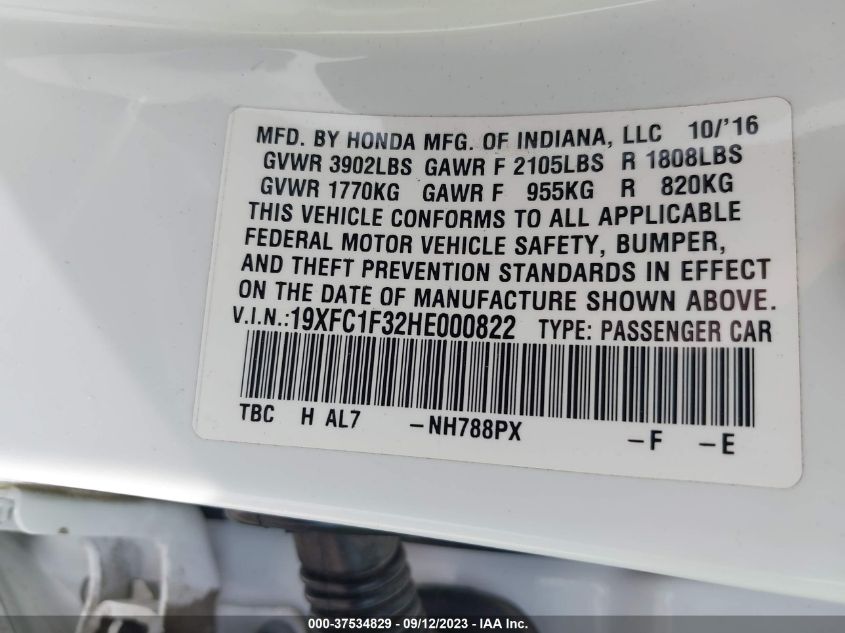 MFD. BY HONDA MFG. OF INDIANA, LLC 10/'16
GVWR 3902LBS GAWR F 2105LBS R 1808LBS
GVWR 1770KG GAWR F 955KG R 820KG
THIS VEHICLE CONFORMS TO ALL APPLICABLE
FEDERAL MOTOR VEHICLE SAFETY, BUMPER,
AND THEFT PREVENTION STANDARDS IN EFFECT
ON THE DATE OF MANUFACTURE SHOWN ABOVE.
V.I.N.:19XFC1F32HE000822 TYPE: PASSENGER CAR
TBC H AL7 -NH788PX -F -E
000-37534829 - 09/12/2023 - IAA Inc.